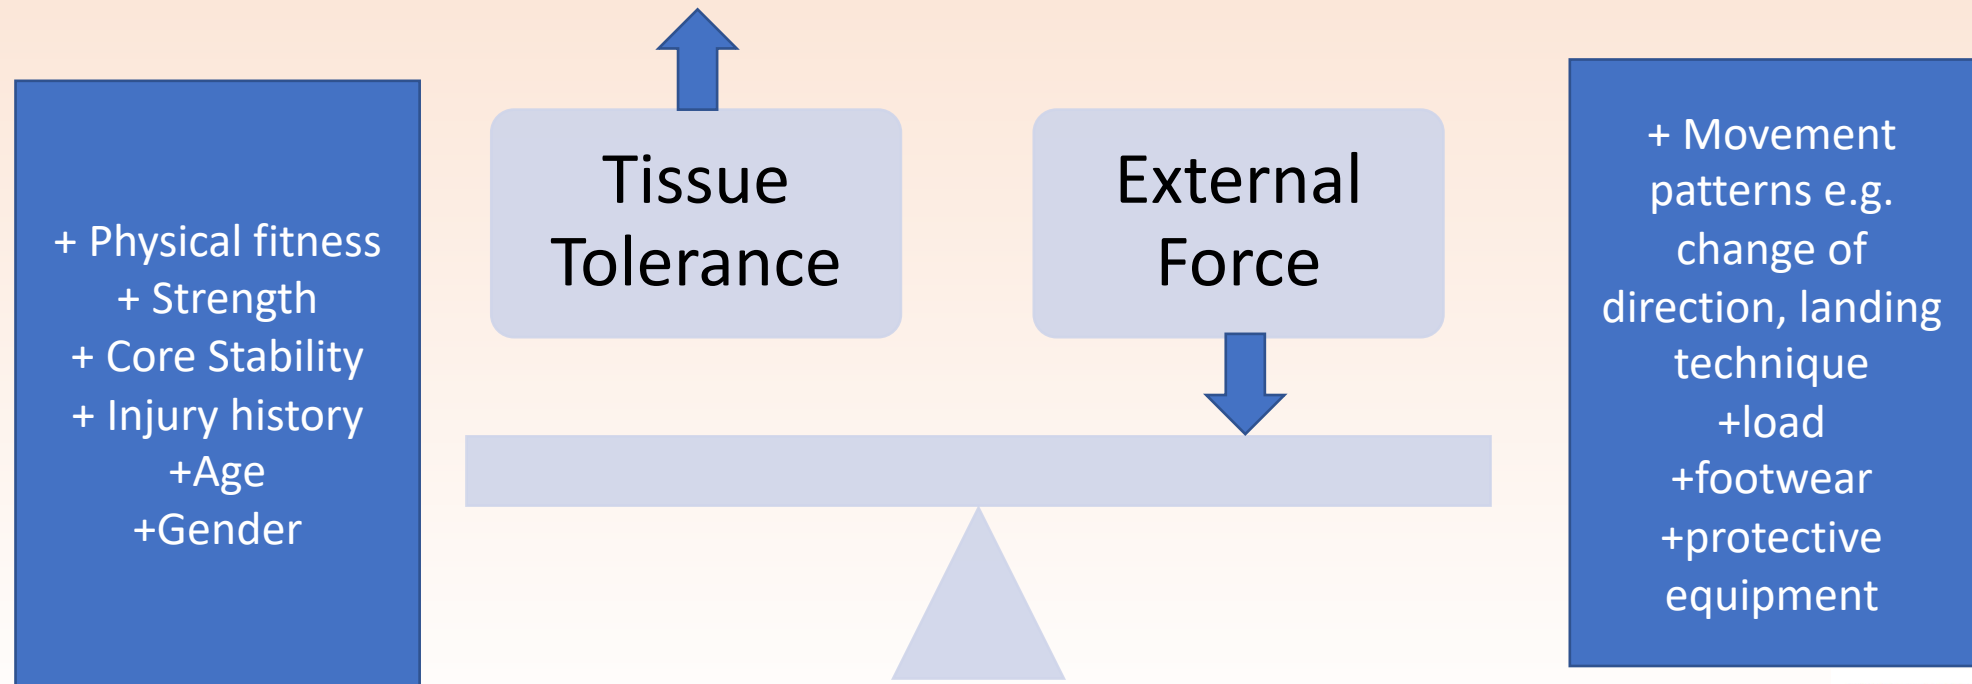 + Physical fitness
+ Strength
+ Core Stability
+ Injury history
+Age
+Gender
Tissue
Tolerance
External
Force
+ Movement
patterns e.g.
change of
direction, landing
technique
+load
+footwear
+protective
equipment